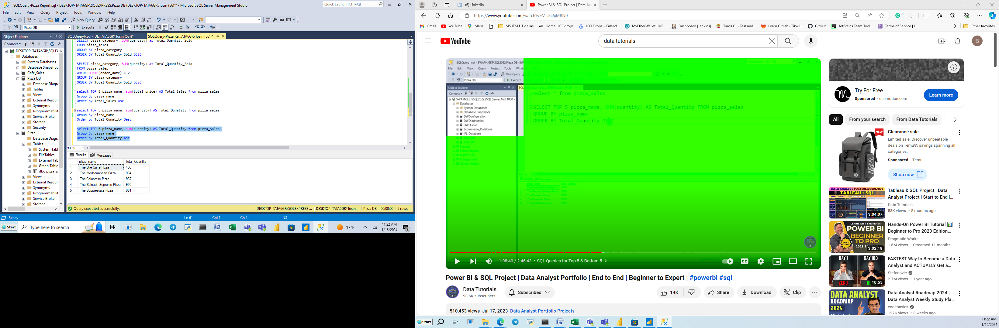 SQLQuery-Pizza Report.sql - DESKTOP-TATA6GR\SQLEXPRESS.Pizza DB (DESKTOP-TATA6GR\Tosin (56))* - Microsoft SQL Server Management Studio
Quick Launch (Ctrl+Q)
File Edit View Query Project Tools Window Help
New Query
Pizza DB
Execute
Object Explorer
Connect
DESKTOP-TATA6GR\SQLEX
Databases
System Databases
Database Snapshots
Café_Sales
Pizza DB
Database Diagra
Tables
Views
External Resour
Synonyms
Programmabilit
Service Broker
Storage
Security
Pizza
Database Diagra
Tables
System Tabl
FileTables
External Tab
Graph Table
dbo.pizza_sa
Views
External Resour
Synonyms
Programmabilit
Service Broker
Storage
SQLQuery6.sql - DE...ATA6GR\Tosin (53))*
SQLQuery-Pizza Re...ATA6GR\Tosin (56))*
SELECT pizza_category, SUM(quantity) as Total_Quantity_Sold
FROM pizza_sales
GROUP BY pizza_category
ORDER BY Total_Quantity_Sold DESC
SELECT pizza_category, SUM(quantity) as Total_Quantity_Sold
FROM pizza_sales
WHERE MONTH(order_date) = 2
GROUP BY pizza_category
ORDER BY Total_Quantity_Sold DESC
select TOP 5 pizza_name, sum(total_price) AS Total_Sales from pizza_sales
Group By pizza_name
Order by Total_Sales Asc
select TOP 5 pizza_name, sum(quantity) AS Total_Qunatity from pizza_sales
Group By pizza_name
Order by Total_Qunatity Desc
select TOP 5 pizza_name, sum(quantity) AS Total_Quantity from pizza_sales
Group By pizza_name
Order by Total_Quantity Asc
90 %
Results Messages
pizza_name Total_Quantity
1 The Brie Carre Pizza 490
2 The Mediterranean Pizza 934
3 The Calabrese Pizza 937
4 The Spinach Supreme Pizza 950
5 The Soppressata Pizza 961
Query executed successfully.
DESKTOP-TATA6GR\SQLEXPRESS ... DESKTOP-TATA6GR\Tosin ... Pizza DB 00:00:00 5 rows
Ready Ln 61 Col 1 Ch 1 INS
Start Type here to search 17°F 11:22 AM
1/16/2024
2
(6) LinkedIn
Power BI & SQL Project | Data An
https://www.youtube.com/watch?v=V-s8c6jMRN0
Gmail YouTube Maps MS ITM UT dallas Home | ICOdrops ICO Drops - Calend... MyEtherWallet | ME... Dashboard [Jenkins] Travis CI - Test and... Learn GitLab · Tikwil... GitHub JetBrains Team Tool... Terms of Service | H... Other favorites
YouTube
data tutorials
B
SQLQuery1.sql - SWAPNJEET\SQL2022.Pizza DB (SW
File Edit View Query Project Tools Windo
New Query
Pizza DB
Execute
Object Explorer
Connect
SWAPNJEET\SQL2022 (SQL Server 16.0.1000 -
Databases
System Databases
Database Snapshots
DWConfiguration
DWDiagnostics
DWQueue
Ecommerce_Database
IPL_Database
select * from pizza_sales
SELECT TOP 5 pizza_name, SUM(quantity) AS Total_Quantity FROM pizza_sales
GROUP BY pizza_name
ORDER BY Total_Quantity DESC
1:08:40 / 2:46:43 • SQL Queries for Top 5 & Bottom 5
CC
Power BI & SQL Project | Data Analyst Portfolio | End to End | Beginner to Expert | #powerbi #sql
Data Tutorials
93.6K subscribers
Subscribed
14K
Share
Download
Clip
510,453 views Jul 17, 2023 Data Analyst Portfolio Projects
Try For Free
Sponsored · usemotion.com
Learn more
All From your search From Data Tutorials
NEW
Clearance sale
Limited sale. Discover unbeatable
deals on Temu®: savings spanning all
categories.
Sponsored · Temu
Shop now
DATA ANALYST PORTFOLIO PROJECT
TABLEAU + SQL
END TO END FOR BEGINNERS
3:04:07
Tableau & SQL Project | Data
Analyst Project | Start to End |...
Data Tutorials
53K views • 5 months ago
LEARN WITH THE NERDS
POWER BI
BEGINNER
TO PRO
1.6M+
VIEWS
2023
3:02:18
Hands-On Power BI Tutorial
Beginner to Pro 2023 Edition...
Pragmatic Works
1.6M views • Streamed 11 months...
DAY 1
DAY 100
ZERO
10:55
FASTEST Way to Become a Data
Analyst and ACTUALLY Get a...
Stefanovic
2.7M views • 1 year ago
DATA ANALYST
ROADMAP
2024
Data Analyst Roadmap 2024 |
Data Analyst Weekly Study Pla...
codebasics
127K views • 3 weeks ago
Start
11:22 AM
1/16/2024